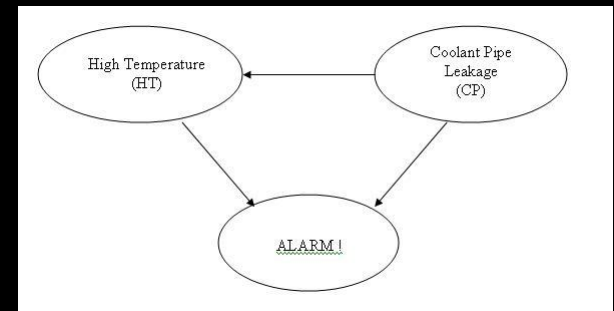 High Temperature
(HT)
Coolant Pipe
Leakage
(CP)
ALARM !